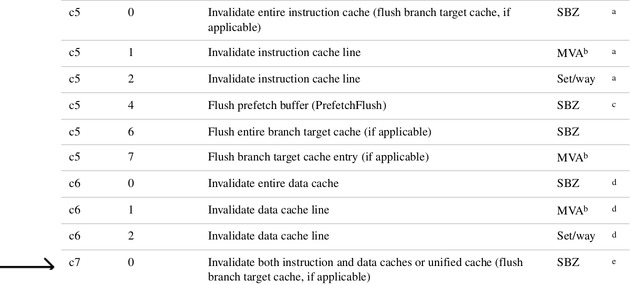 c5 0 Invalidate entire instruction cache (flush branch target cache, if SBZ a
applicable)
c5 1 Invalidate instruction cache line MVAb a
c5 2 Invalidate instruction cache line Set/way a
c5 4 Flush prefetch buffer (PrefetchFlush) SBZ c
c5 6 Flush entire branch target cache (if applicable) SBZ
c5 7 Flush branch target cache entry (if applicable) MVAb
c6 0 Invalidate entire data cache SBZ d
c6 1 Invalidate data cache line MVAb d
c6 2 Invalidate data cache line Set/way d
c7 0 Invalidate both instruction and data caches or unified cache (flush SBZ e
branch target cache, if applicable)